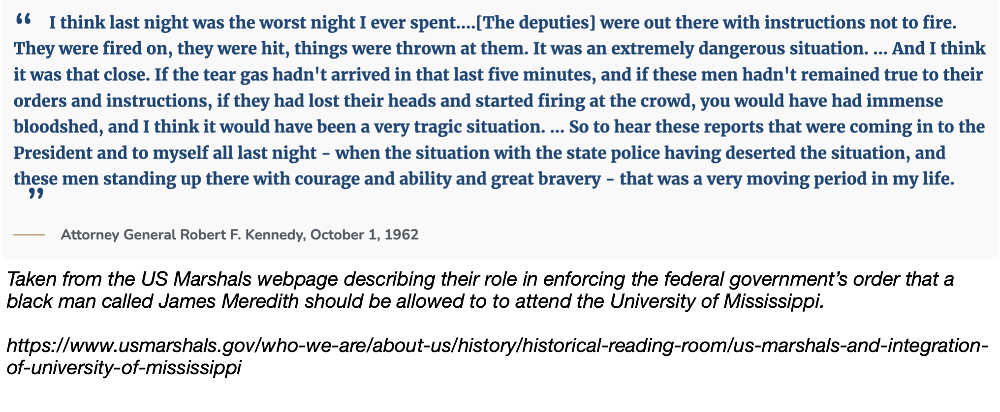 “ I think last night was the worst night I ever spent....[The deputies] were out there with instructions not to fire.
They were fired on, they were hit, things were thrown at them. It was an extremely dangerous situation. ... And I think
it was that close. If the tear gas hadn't arrived in that last five minutes, and if these men hadn't remained true to their
orders and instructions, if they had lost their heads and started firing at the crowd, you would have had immense
bloodshed, and I think it would have been a very tragic situation. ... So to hear these reports that were coming in to the
President and to myself all last night - when the situation with the state police having deserted the situation, and
these men standing up there with courage and ability and great bravery - that was a very moving period in my life.
”
Attorney General Robert F. Kennedy, October 1, 1962
Taken from the US Marshals webpage describing their role in enforcing the federal government’s order that a
black man called James Meredith should be allowed to to attend the University of Mississippi.
https://www.usmarshals.gov/who-we-are/about-us/history/historical-reading-room/us-marshals-and-integration-
of-university-of-mississippi